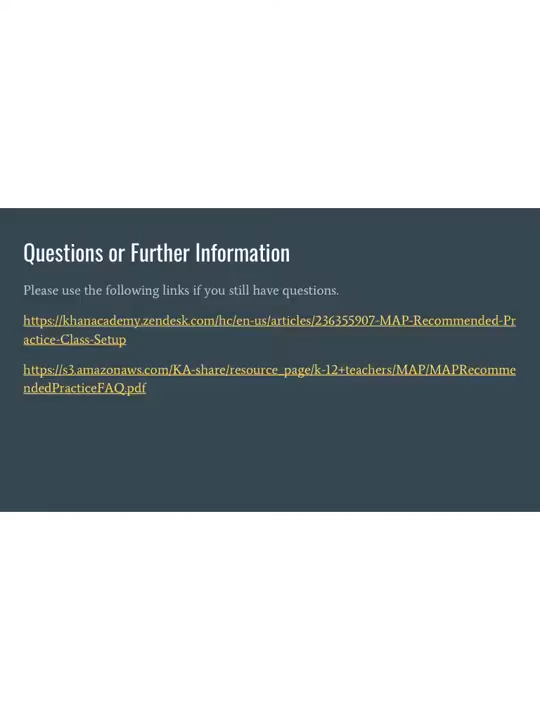 Questions or Further Information
Please use the following links if you still have questions.
https://khanacademy.zendesk.com/hc/en-us/articles/236355907-MAP-Recommended-Pr
actice-Class-Setup
https://s3.amazonaws.com/KA-share/resource_page/k-12+teachers/MAP/MAPRecomme
ndedPracticeFAQ.pdf